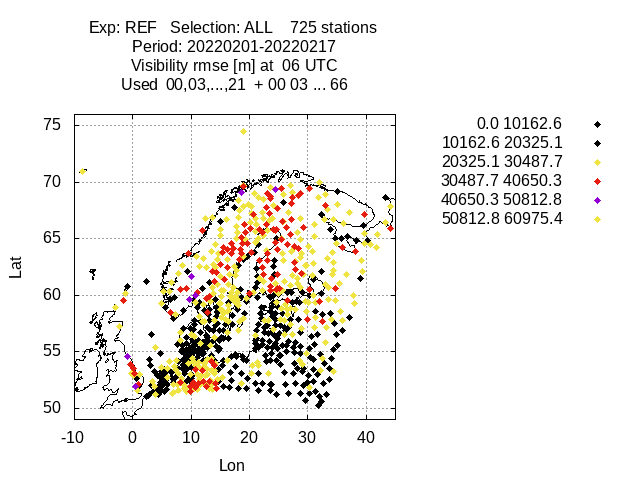 Exp: REF   Selection: ALL    725 stations
Period: 20220201-20220217
Visibility rmse [m] at  06 UTC
Used  00,03,...,21  + 00 03 ... 66
0.0 10162.6
10162.6 20325.1
20325.1 30487.7
30487.7 40650.3
40650.3 50812.8
50812.8 60975.4
75
70
65
60
55
50
Lat
-10 0 10 20 30 40
Lon